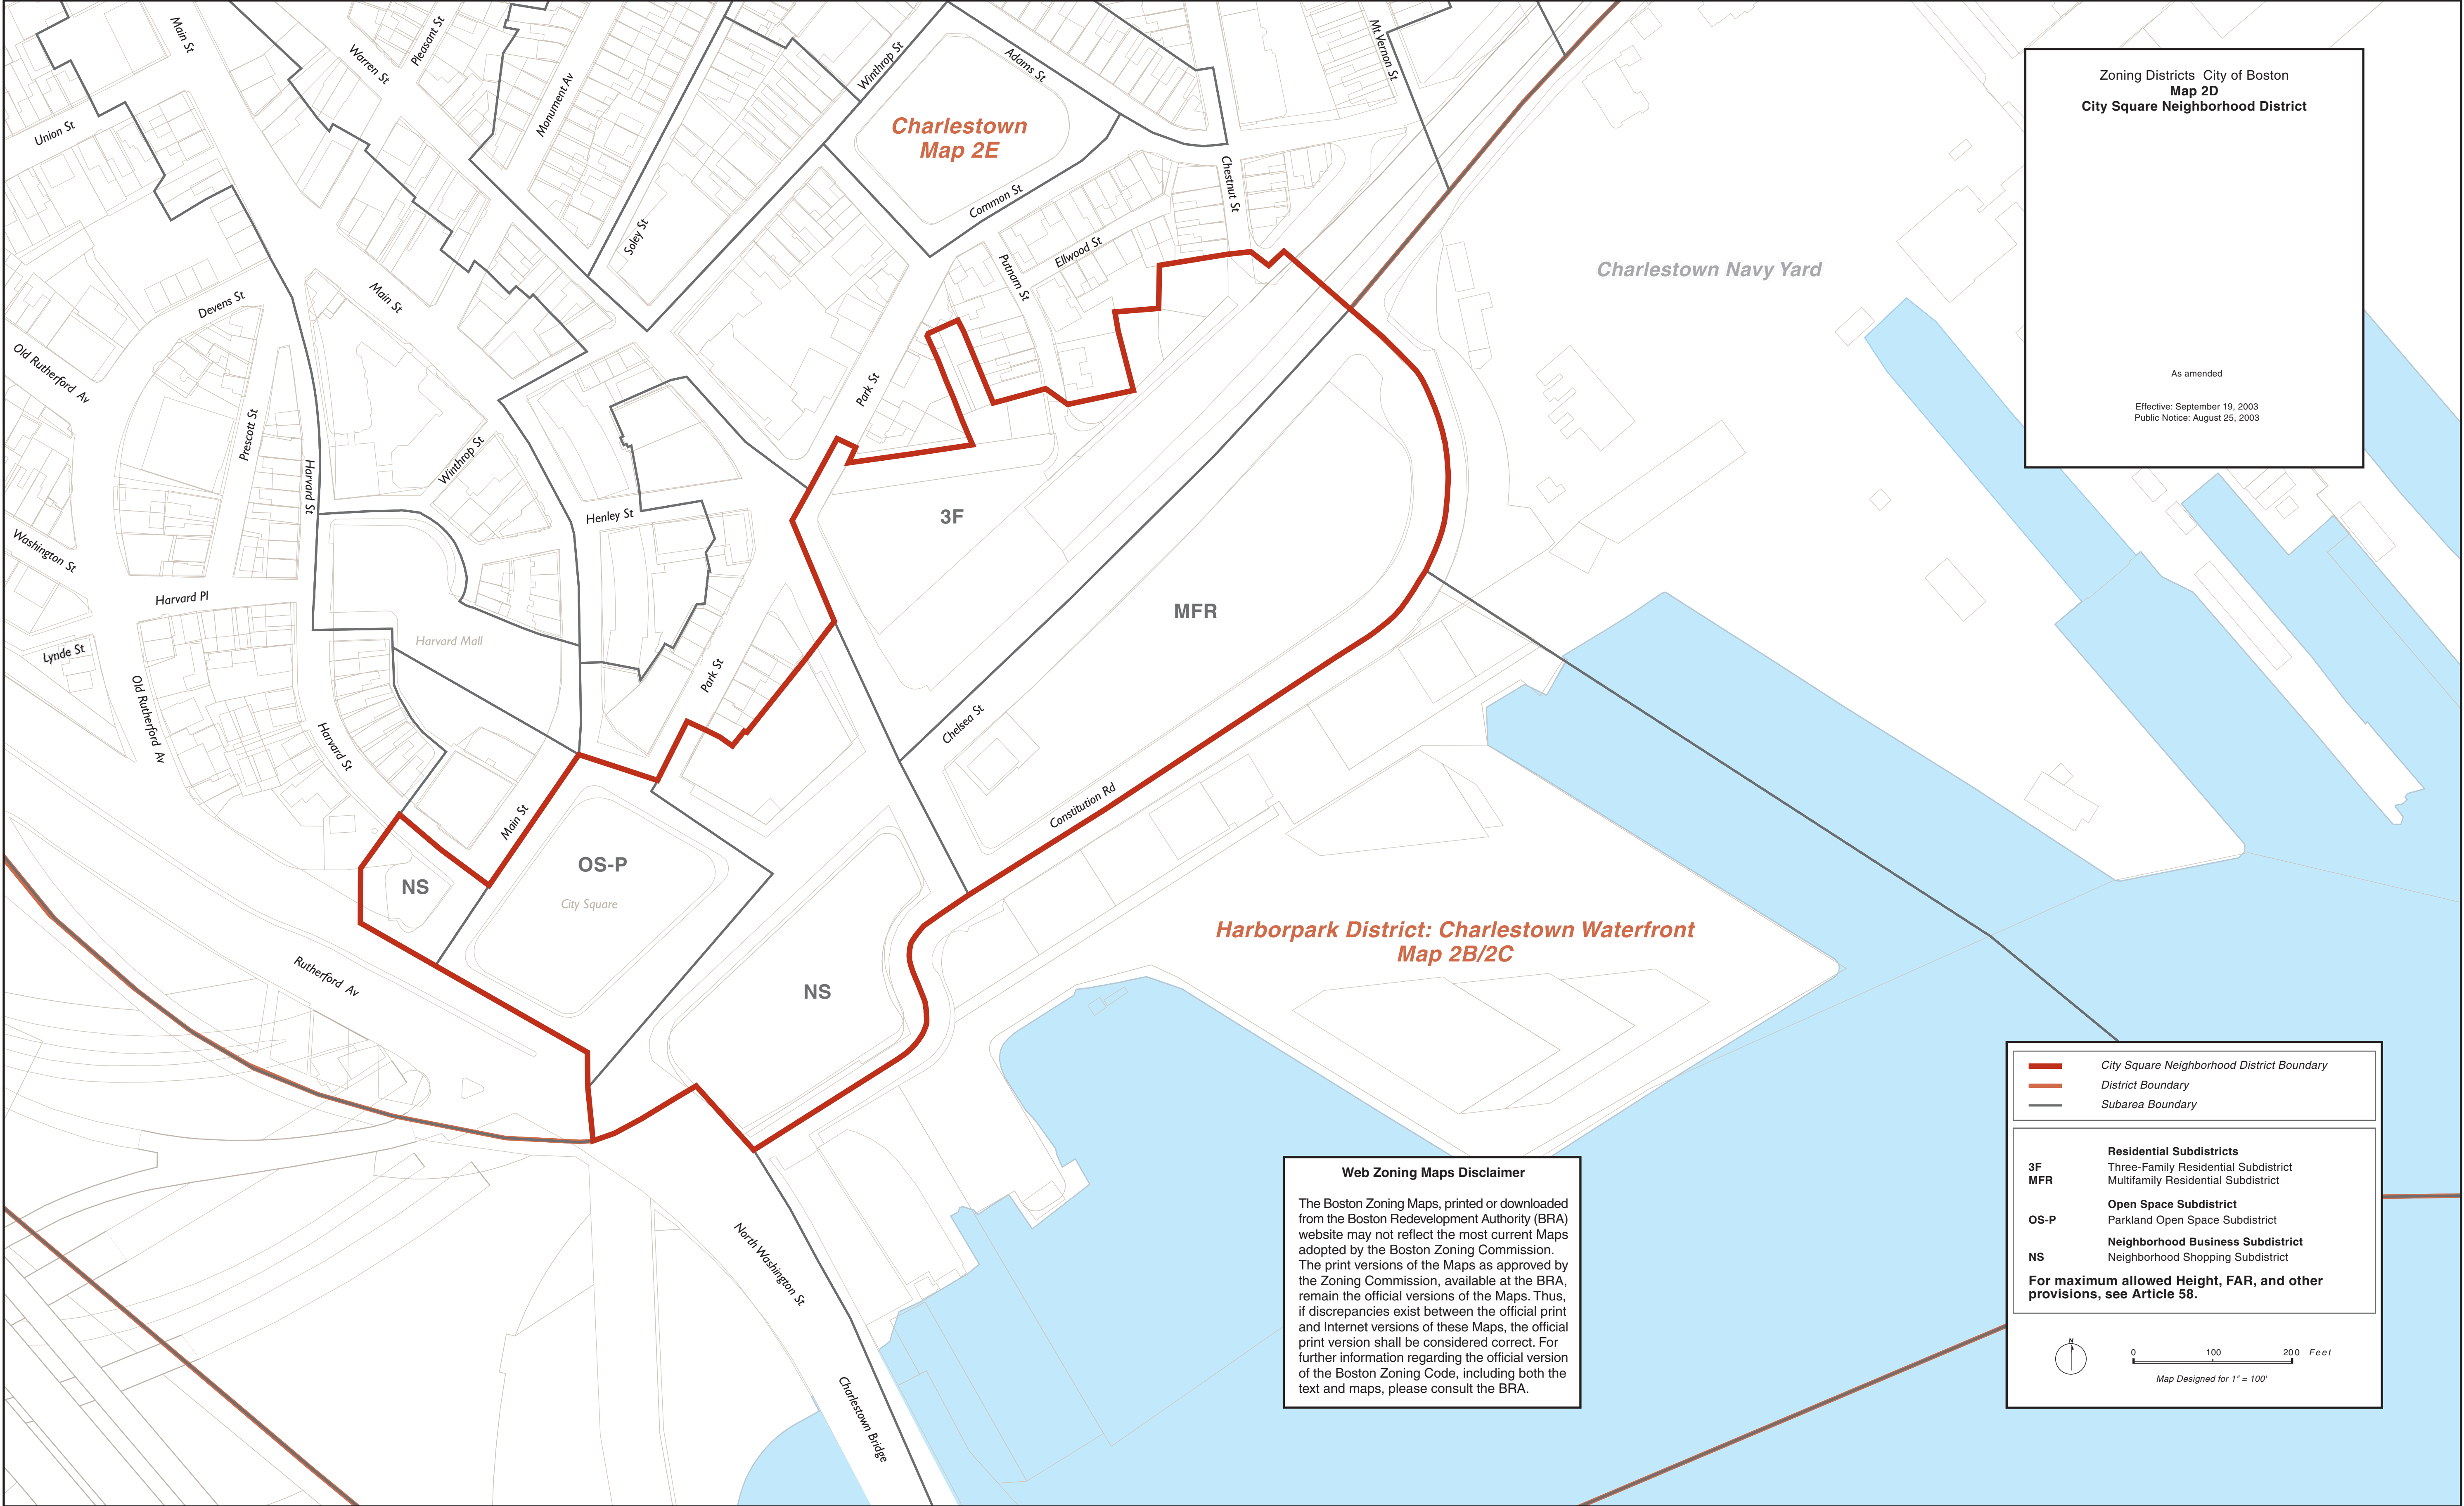 Main St
Warren St
Pleasant St
Monument Av
Winthrop St
Adams St
Mt Vernon St
Union St
Charlestown
Map 2E
Common St
Chestnut St
Soley St
Ellwood St
Putnam St
Charlestown Navy Yard
Devens St
Main St
Old Rutherford Av
Park St
Prescott St
Harvard St
Winthrop St
Henley St
3F
Washington St
Harvard Pl
MFR
Harvard Mall
Lynde St
Park St
Old Rutherford Av
Harvard St
Chelsea St
Main St
Constitution Rd
OS-P
NS
City Square
Rutherford Av
NS
Harborpark District: Charlestown Waterfront
Map 2B/2C
North Washington St
Charlestown Bridge
Zoning Districts City of Boston
Map 2D
City Square Neighborhood District
As amended
Effective: September 19, 2003
Public Notice: August 25, 2003
Web Zoning Maps Disclaimer
The Boston Zoning Maps, printed or downloaded
from the Boston Redevelopment Authority (BRA)
website may not reflect the most current Maps
adopted by the Boston Zoning Commission.
The print versions of the Maps as approved by
the Zoning Commission, available at the BRA,
remain the official versions of the Maps. Thus,
if discrepancies exist between the official print
and Internet versions of these Maps, the official
print version shall be considered correct. For
further information regarding the official version
of the Boston Zoning Code, including both the
text and maps, please consult the BRA.
City Square Neighborhood District Boundary
District Boundary
Subarea Boundary
Residential Subdistricts
3F Three-Family Residential Subdistrict
MFR Multifamily Residential Subdistrict
Open Space Subdistrict
OS-P Parkland Open Space Subdistrict
Neighborhood Business Subdistrict
NS Neighborhood Shopping Subdistrict
For maximum allowed Height, FAR, and other
provisions, see Article 58.
N
0 100 200 Feet
Map Designed for 1" = 100'